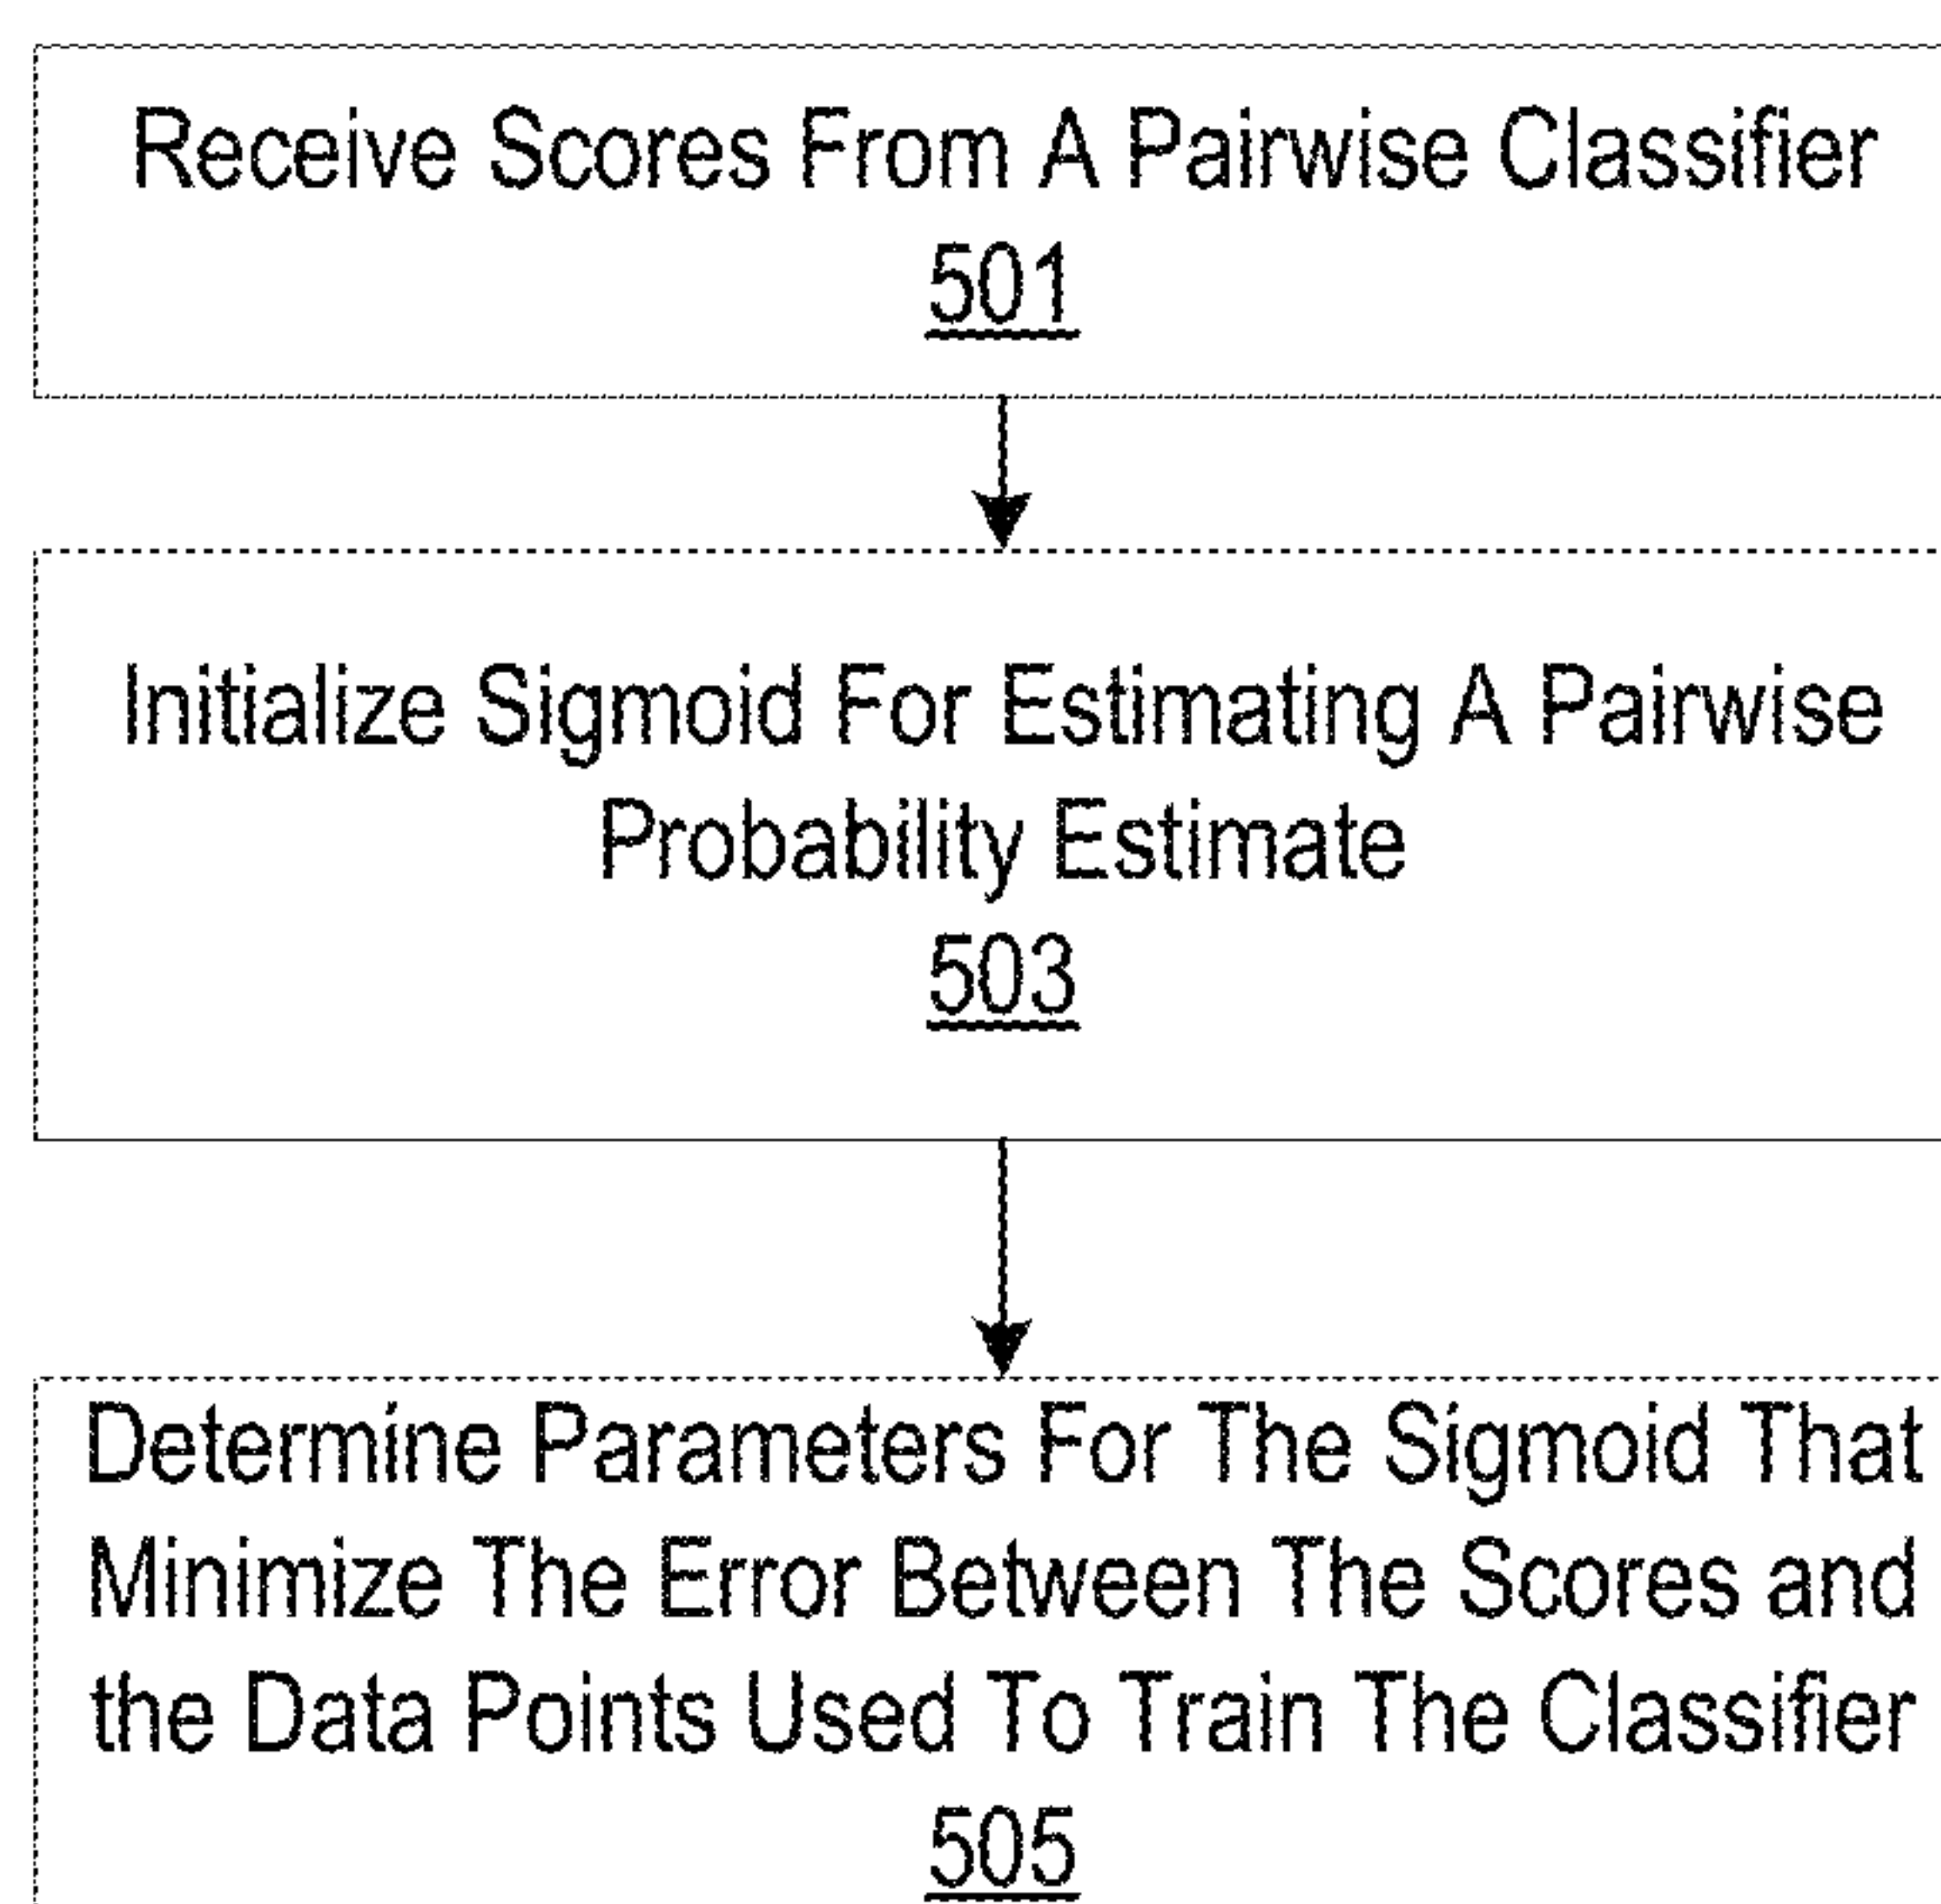 Receive Scores From A Pairwise Classifier
501
Initialize Sigmoid For Estimating A Pairwise
Probability Estimate
503
Determine Parameters For The Sigmoid That
Minimize The Error Between The Scores and
the Data Points Used To Train The Classifier
505